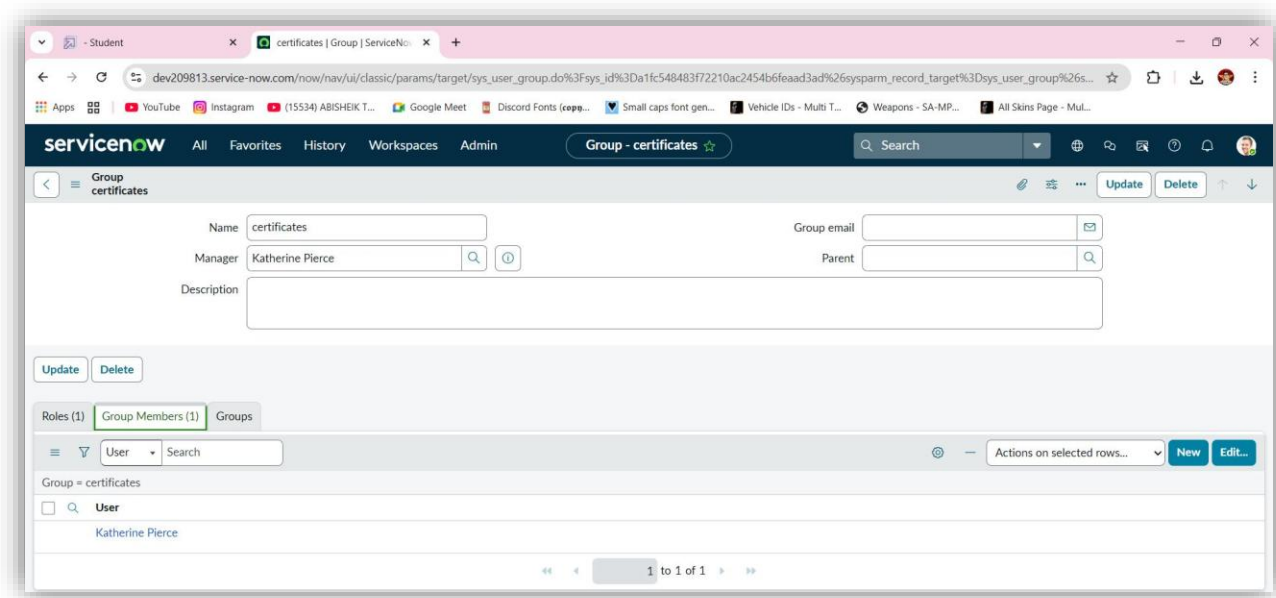 - Student
certificates | Group | ServiceNo
dev209813.service-now.com/now/nav/ui/classic/params/target/sys_user_group.do%3Fsys_id%3Da1fc548483f72210ac2454b6feaad3ad%26sysparm_record_target%3Dsys_user_group%26s...
Apps YouTube Instagram (15534) ABISHEIK T... Google Meet Discord Fonts (copy... Small caps font gen... Vehicle IDs - Multi T... Weapons - SA-MP... All Skins Page - Mul...
servicenow All Favorites History Workspaces Admin Group - certificates Search
Group
certificates
Update Delete
Name certificates Group email
Manager Katherine Pierce Parent
Description
Update Delete
Roles (1) Group Members (1) Groups
User Search Actions on selected rows... New Edit...
Group = certificates
User
Katherine Pierce
1 to 1 of 1